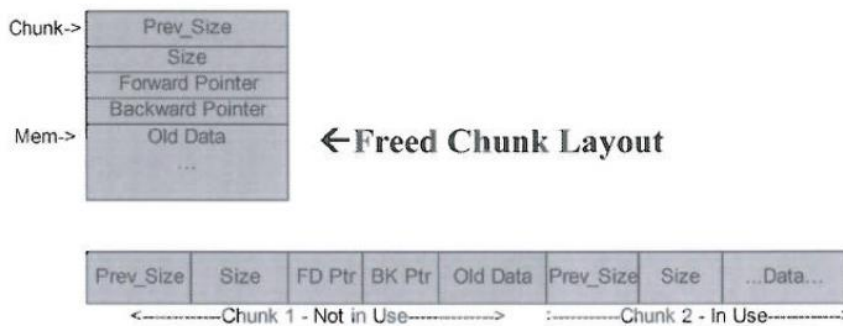 Chunk-> Prev_Size
Size
Forward Pointer
Backward Pointer
Mem-> Old Data
...
←Freed Chunk Layout
Prev_Size Size FD Ptr BK Ptr Old Data Prev_Size Size ...Data...
<-----------Chunk 1 - Not in Use------------> :----------Chunk 2 - In Use------------>